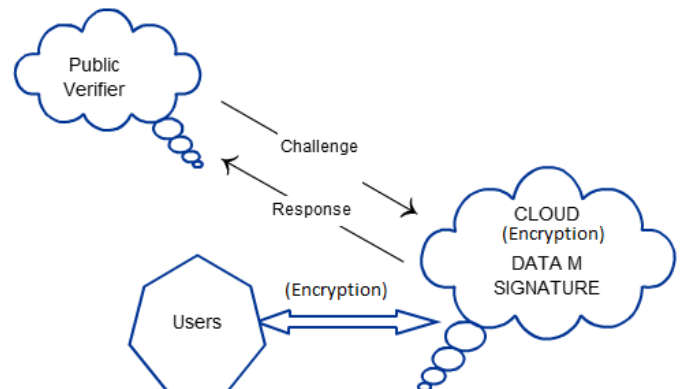 Public
Verifier
Challenge
Response
CLOUD
(Encryption)
DATA M
SIGNATURE
(Encryption)
Users